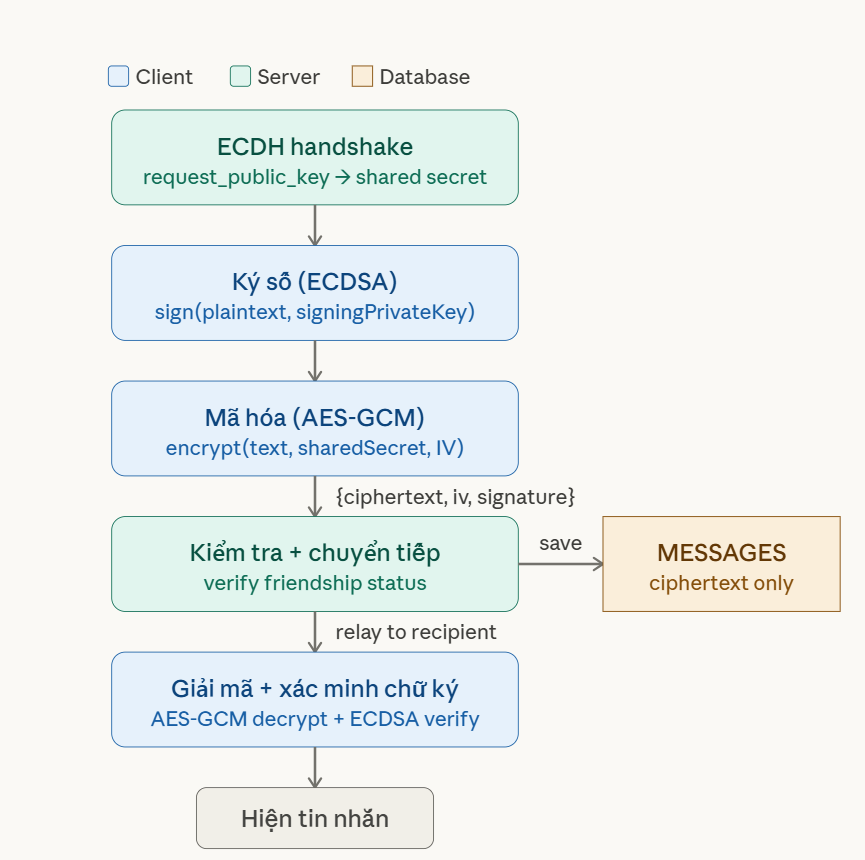 Client
Server
Database
ECDH handshake
request_public_key → shared secret
Ký số (ECDSA)
sign(plaintext, signingPrivateKey)
Mã hóa (AES-GCM)
encrypt(text, sharedSecret, IV)
{ciphertext, iv, signature}
Kiểm tra + chuyển tiếp
verify friendship status
save
MESSAGES
ciphertext only
relay to recipient
Giải mã + xác minh chữ ký
AES-GCM decrypt + ECDSA verify
Hiện tin nhắn